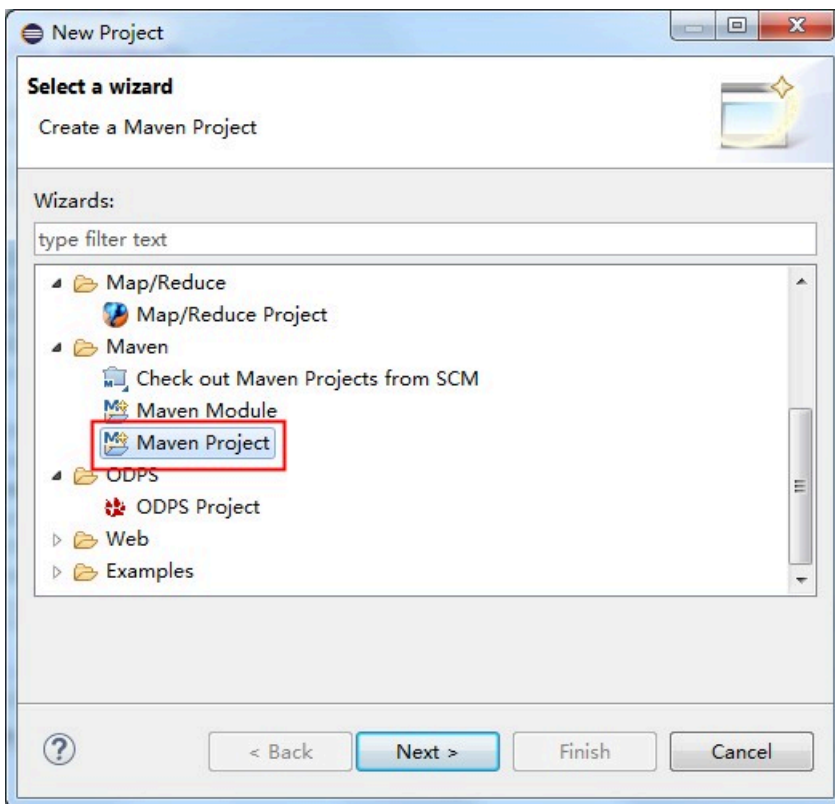 New Project
Select a wizard
Create a Maven Project
Wizards:
type filter text
Map/Reduce
Map/Reduce Project
Maven
Check out Maven Projects from SCM
Maven Module
Maven Project
ODPS
ODPS Project
Web
Examples
? < Back Next > Finish Cancel